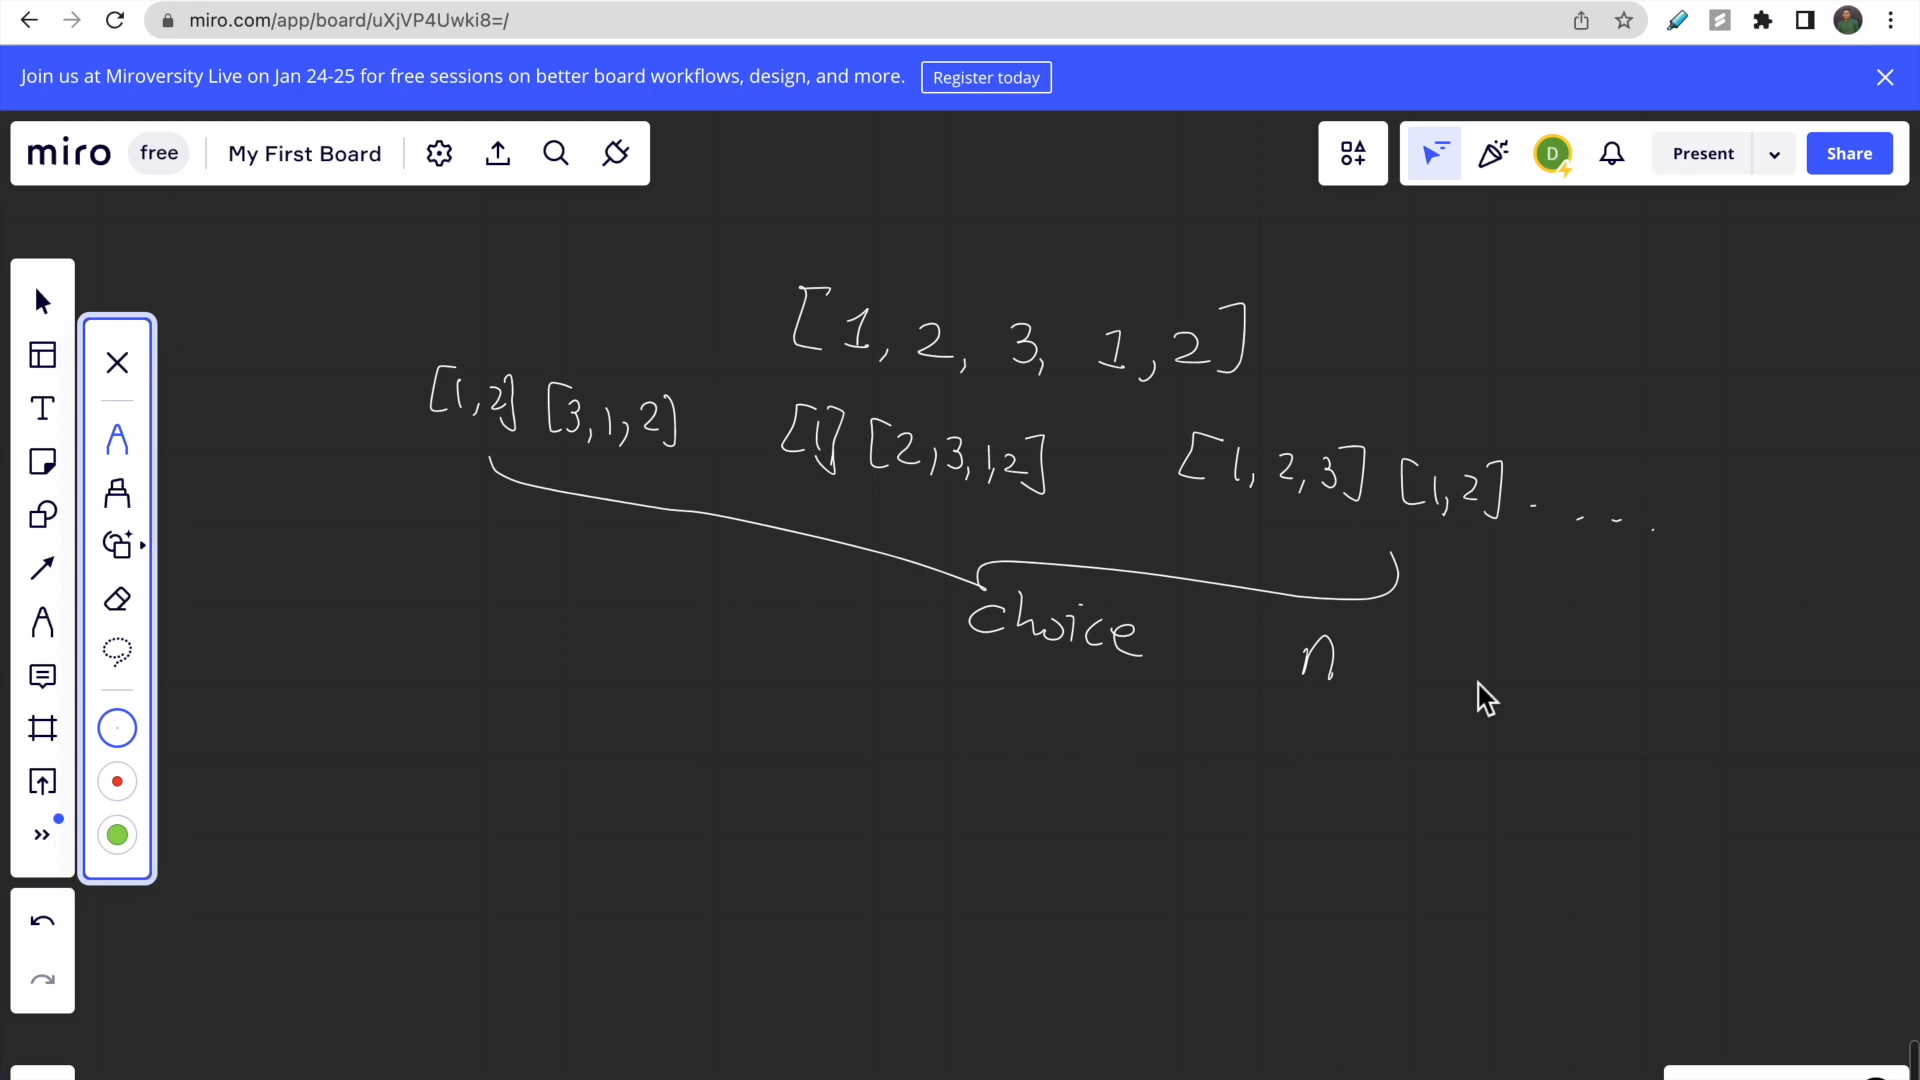 miro.com/app/board/uXjVP4Uwki8=/
Join us at Miroversity Live on Jan 24-25 for free sessions on better board workflows, design, and more. Register today
miro free My First Board D Present Share
[1, 2, 3, 1, 2]
[1,2] [3,1,2] [1] [2,3,1,2] [1,2,3] [1,2] . . . .
choice n